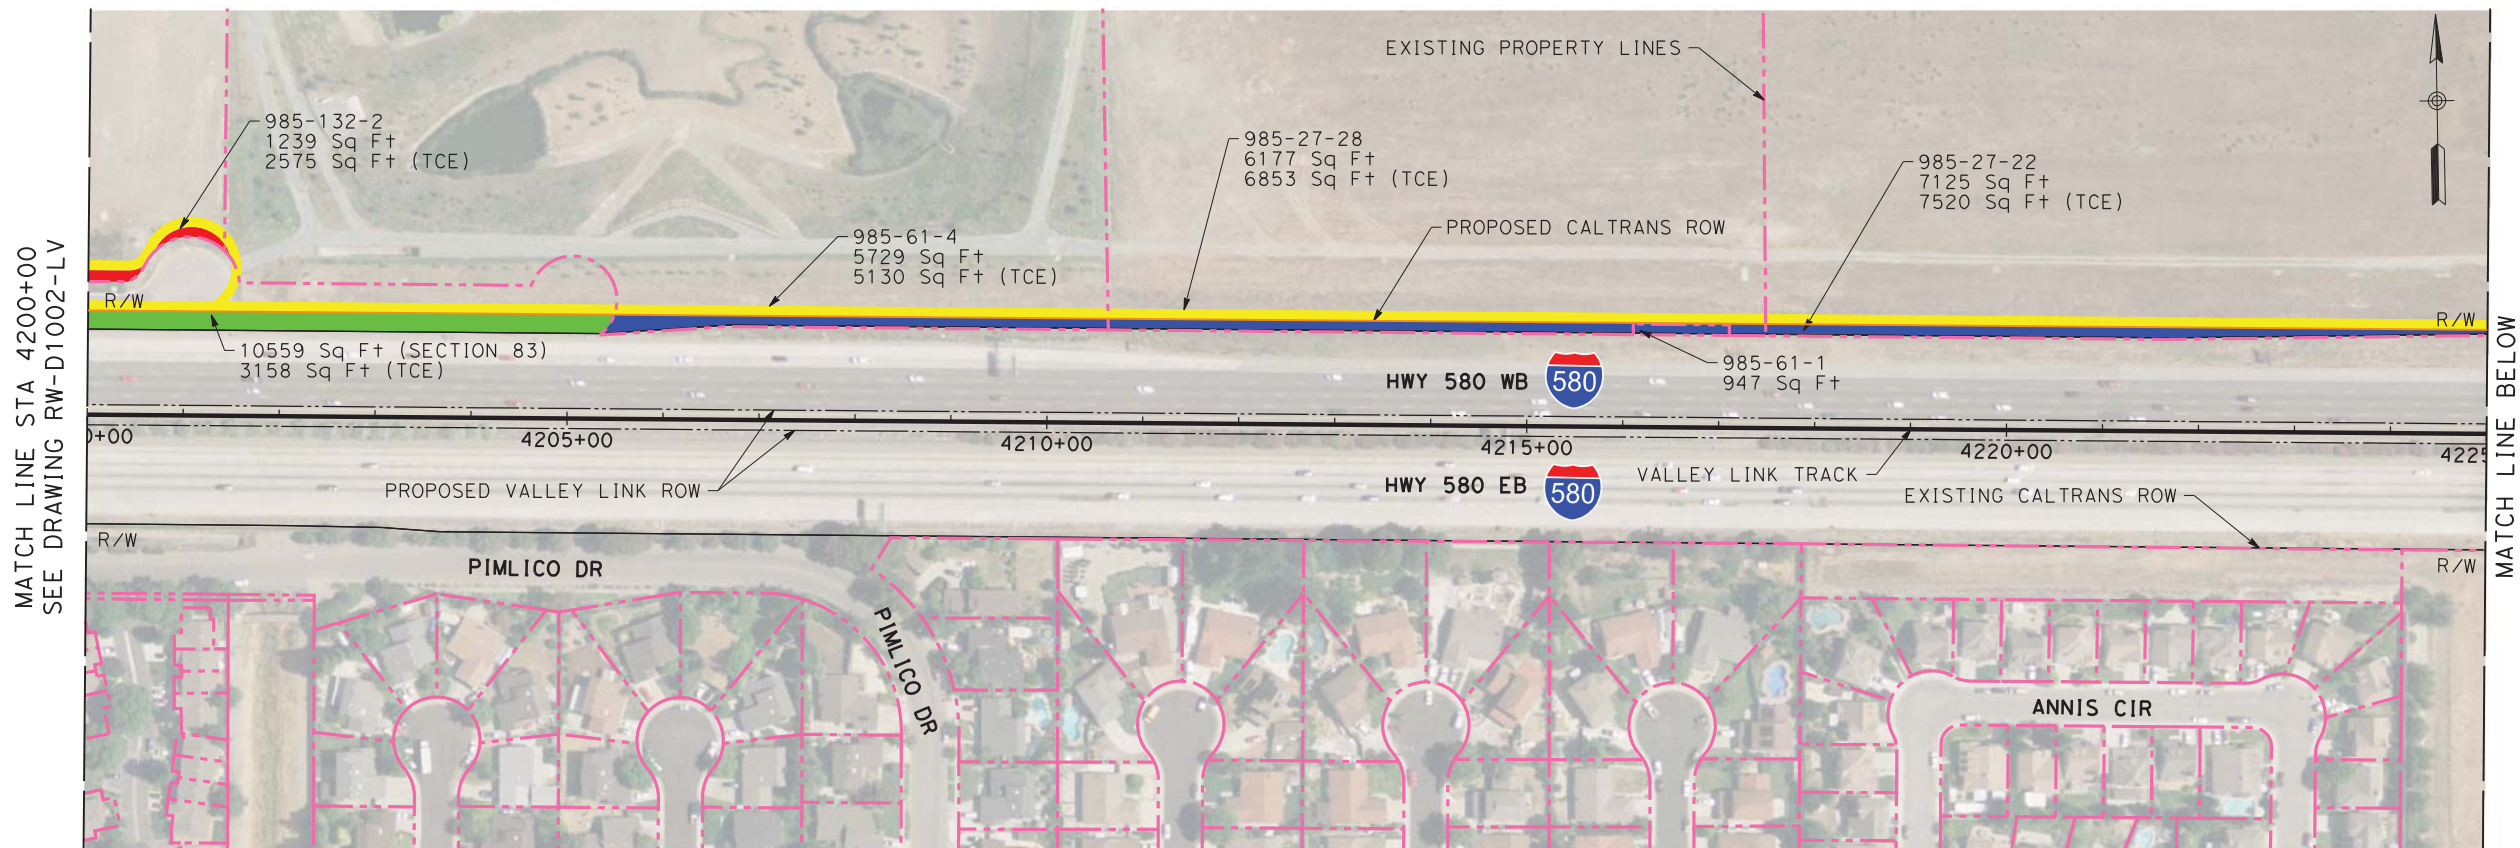 MATCH LINE STA 4200+00
SEE DRAWING RW-D1002-LV
EXISTING PROPERTY LINES
985-132-2
1239 Sq Ft
2575 Sq Ft (TCE)
985-27-28
6177 Sq Ft
6853 Sq Ft (TCE)
985-27-22
7125 Sq Ft
7520 Sq Ft (TCE)
985-61-4
5729 Sq Ft
5130 Sq Ft (TCE)
PROPOSED CALTRANS ROW
R/W
R/W
10559 Sq Ft (SECTION 83)
3158 Sq Ft (TCE)
985-61-1
947 Sq Ft
HWY 580 WB
580
0+00
4205+00
4210+00
4215+00
4220+00
4225
PROPOSED VALLEY LINK ROW
HWY 580 EB
580
VALLEY LINK TRACK
EXISTING CALTRANS ROW
R/W
R/W
PIMLICO DR
PIMLICO DR
ANNIS CIR
MATCH LINE BELOW